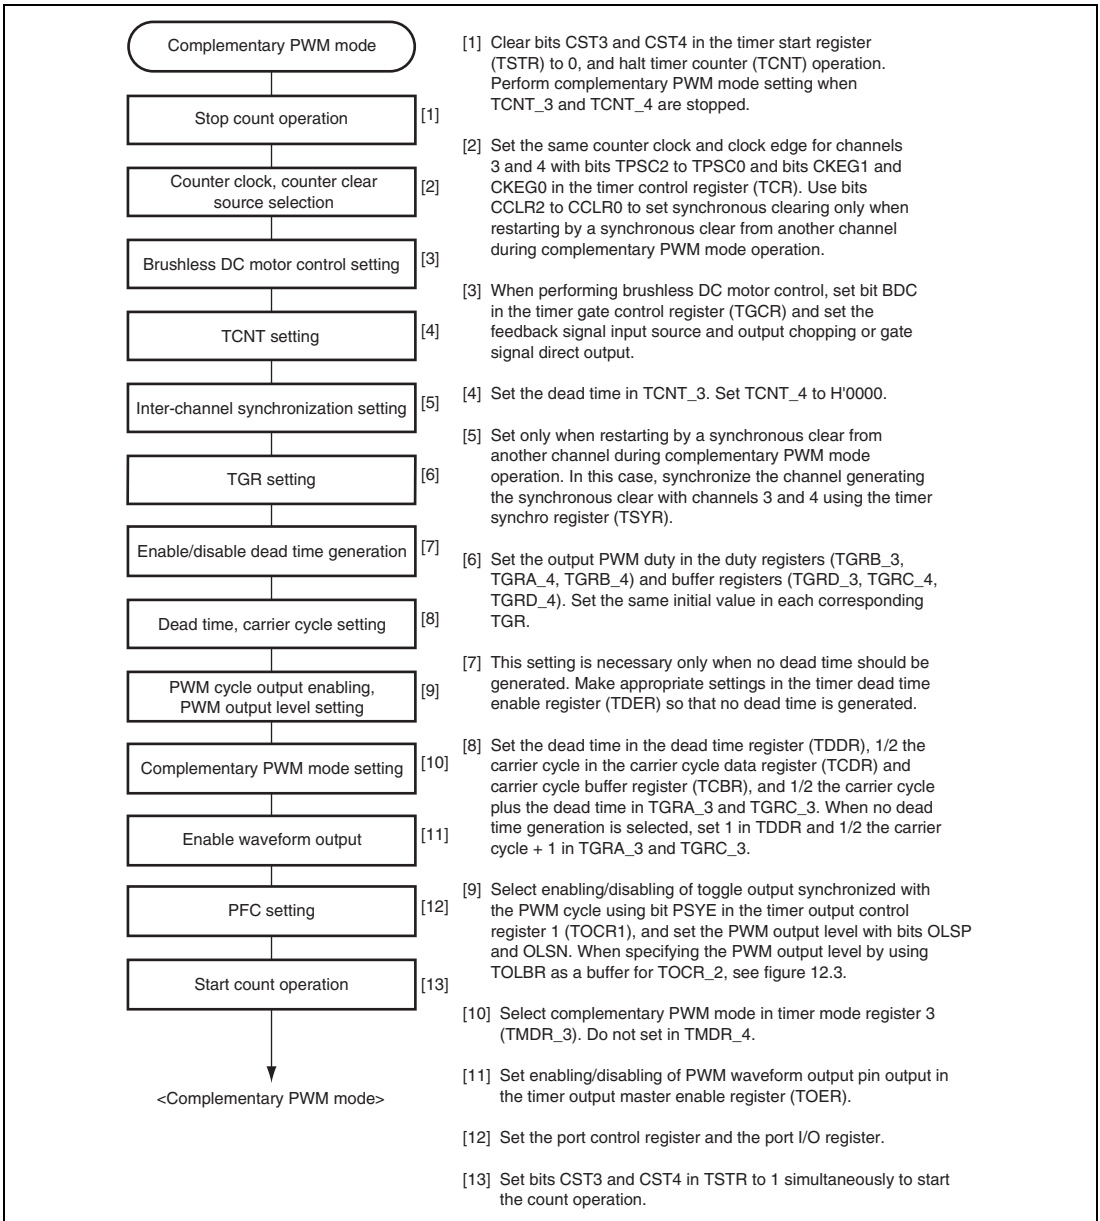 Complementary PWM mode
Stop count operation
[1]
Counter clock, counter clear
source selection
[2]
Brushless DC motor control setting
[3]
TCNT setting
[4]
Inter-channel synchronization setting
[5]
TGR setting
[6]
Enable/disable dead time generation
[7]
Dead time, carrier cycle setting
[8]
PWM cycle output enabling,
PWM output level setting
[9]
Complementary PWM mode setting
[10]
Enable waveform output
[11]
PFC setting
[12]
Start count operation
[13]
<Complementary PWM mode>
[1] Clear bits CST3 and CST4 in the timer start register
(TSTR) to 0, and halt timer counter (TCNT) operation.
Perform complementary PWM mode setting when
TCNT_3 and TCNT_4 are stopped.
[2] Set the same counter clock and clock edge for channels
3 and 4 with bits TPSC2 to TPSC0 and bits CKEG1 and
CKEG0 in the timer control register (TCR). Use bits
CCLR2 to CCLR0 to set synchronous clearing only when
restarting by a synchronous clear from another channel
during complementary PWM mode operation.
[3] When performing brushless DC motor control, set bit BDC
in the timer gate control register (TGCR) and set the
feedback signal input source and output chopping or gate
signal direct output.
[4] Set the dead time in TCNT_3. Set TCNT_4 to H'0000.
[5] Set only when restarting by a synchronous clear from
another channel during complementary PWM mode
operation. In this case, synchronize the channel generating
the synchronous clear with channels 3 and 4 using the timer
synchro register (TSYR).
[6] Set the output PWM duty in the duty registers (TGRB_3,
TGRA_4, TGRB_4) and buffer registers (TGRD_3, TGRC_4,
TGRD_4). Set the same initial value in each corresponding
TGR.
[7] This setting is necessary only when no dead time should be
generated. Make appropriate settings in the timer dead time
enable register (TDER) so that no dead time is generated.
[8] Set the dead time in the dead time register (TDDR), 1/2 the
carrier cycle in the carrier cycle data register (TCDR) and
carrier cycle buffer register (TCBR), and 1/2 the carrier cycle
plus the dead time in TGRA_3 and TGRC_3. When no dead
time generation is selected, set 1 in TDDR and 1/2 the carrier
cycle + 1 in TGRA_3 and TGRC_3.
[9] Select enabling/disabling of toggle output synchronized with
the PWM cycle using bit PSYE in the timer output control
register 1 (TOCR1), and set the PWM output level with bits OLSP
and OLSN. When specifying the PWM output level by using
TOLBR as a buffer for TOCR_2, see figure 12.3.
[10] Select complementary PWM mode in timer mode register 3
(TMDR_3). Do not set in TMDR_4.
[11] Set enabling/disabling of PWM waveform output pin output in
the timer output master enable register (TOER).
[12] Set the port control register and the port I/O register.
[13] Set bits CST3 and CST4 in TSTR to 1 simultaneously to start
the count operation.